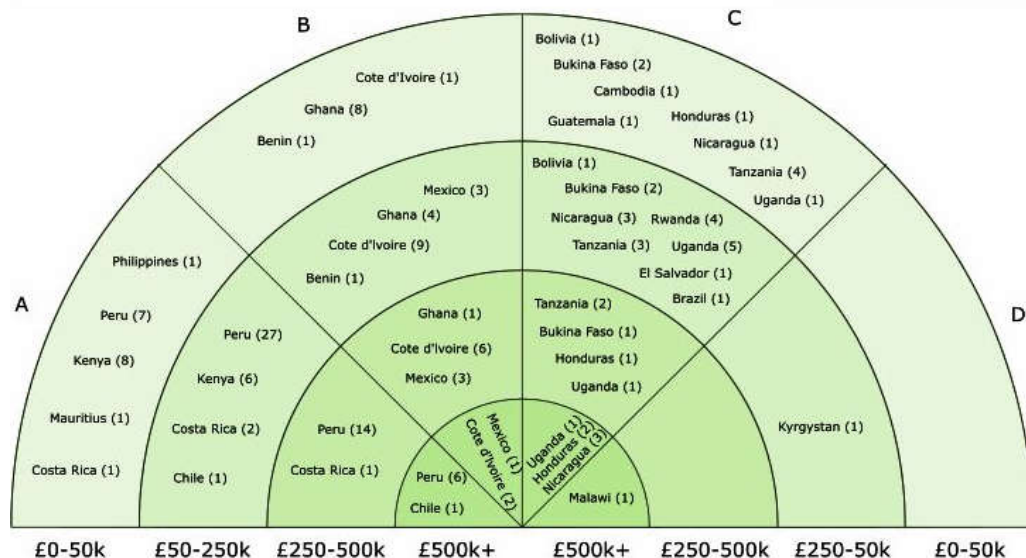 B
C
Cote d'Ivoire (1)
Ghana (8)
Benin (1)
Bolivia (1)
Bukina Faso (2)
Cambodia (1)
Guatemala (1)
Honduras (1)
Nicaragua (1)
Tanzania (4)
Uganda (1)
Mexico (3)
Ghana (4)
Cote d'Ivoire (9)
Benin (1)
Bolivia (1)
Bukina Faso (2)
Nicaragua (3)
Rwanda (4)
Tanzania (3)
Uganda (5)
El Salvador (1)
Brazil (1)
A
Philippines (1)
Peru (7)
Kenya (8)
Mauritius (1)
Costa Rica (1)
Peru (27)
Kenya (6)
Costa Rica (2)
Chile (1)
Ghana (1)
Cote d'Ivoire (6)
Mexico (3)
Tanzania (2)
Bukina Faso (1)
Honduras (1)
Uganda (1)
D
Peru (14)
Costa Rica (1)
Peru (6)
Chile (1)
Mexico (1)
Cote d'Ivoire (2)
Uganda (1)
Honduras (2)
Nicaragua (3)
Malawi (1)
Kyrgystan (1)
£0-50k £50-250k £250-500k £500k+ £500k+ £250-500k £250-50k £0-50k